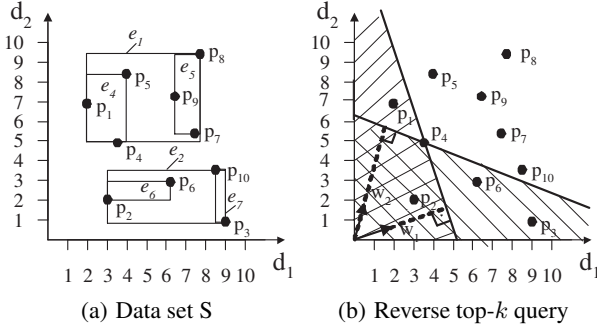 d2
10
9
8
7
6
5
4
3
2
1
1 2 3 4 5 6 7 8 9 10
d1
e1
p8
e4
p5
e5
p1
p9
p4
p7
e2
p10
e6
p6
e7
p2
p3
(a) Data set S
d2
10
9
8
7
6
5
4
3
2
1
1 2 3 4 5 6 7 8 9 10
d1
p8
p5
p9
p1
p4
p7
p10
p6
p2
p3
w2
w1
(b) Reverse top-k query